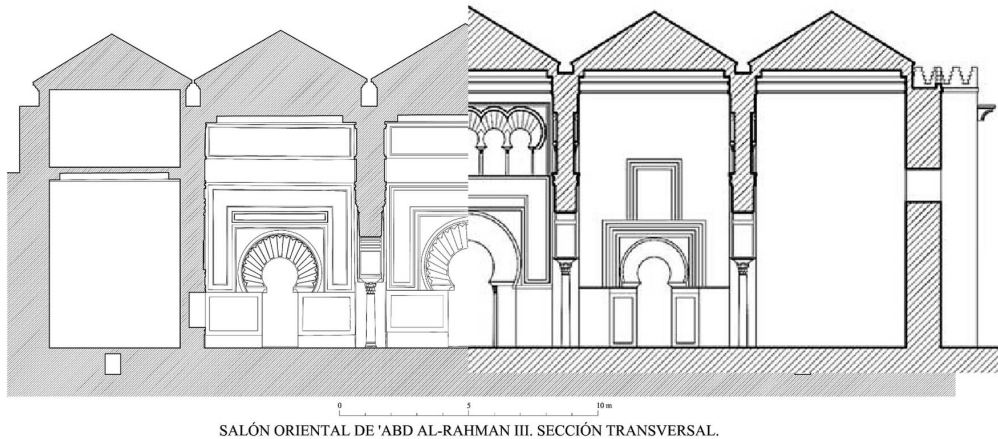 0 5 10 m
SALÓN ORIENTAL DE 'ABD AL-RAHMAN III. SECCIÓN TRANSVERSAL.